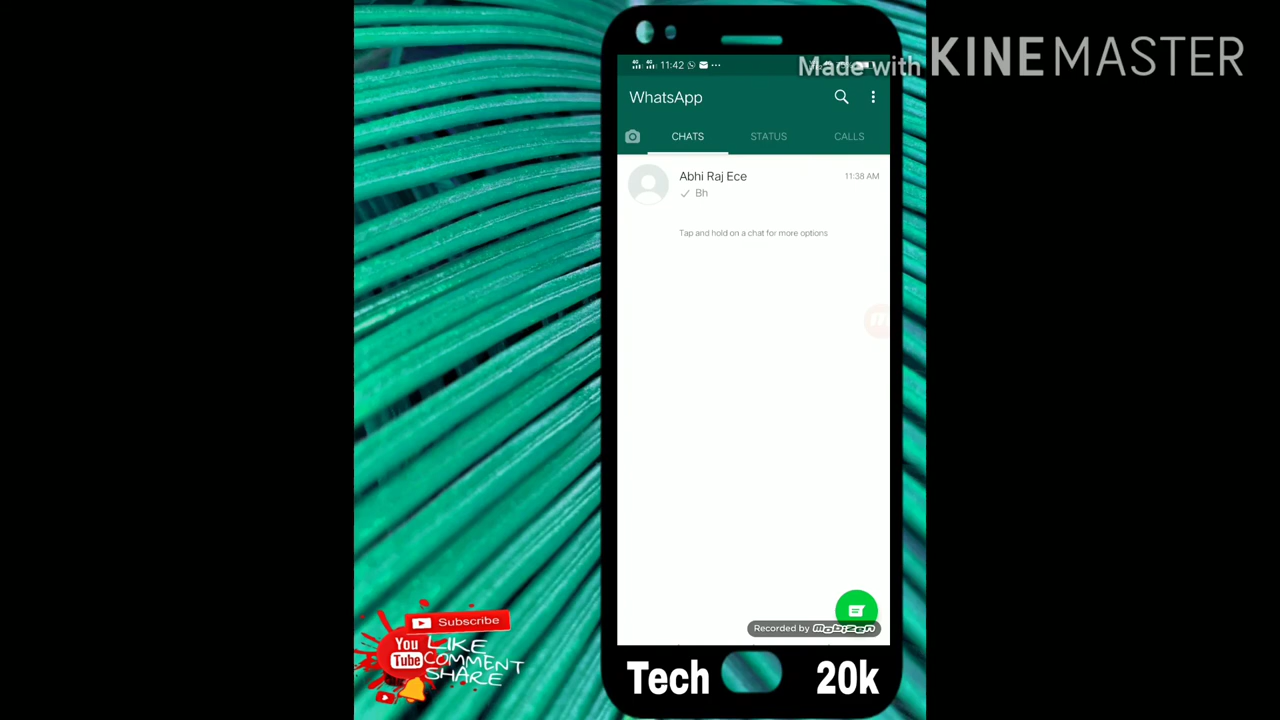 Made with KINEMASTER
11:42
WhatsApp
CHATS
STATUS
CALLS
Abhi Raj Ece
11:38 AM
Bh
Tap and hold on a chat for more options
Recorded by MOBIZEN
Tech 20k
Subscribe
You
Tube
LIKE
COMMENT
SHARE